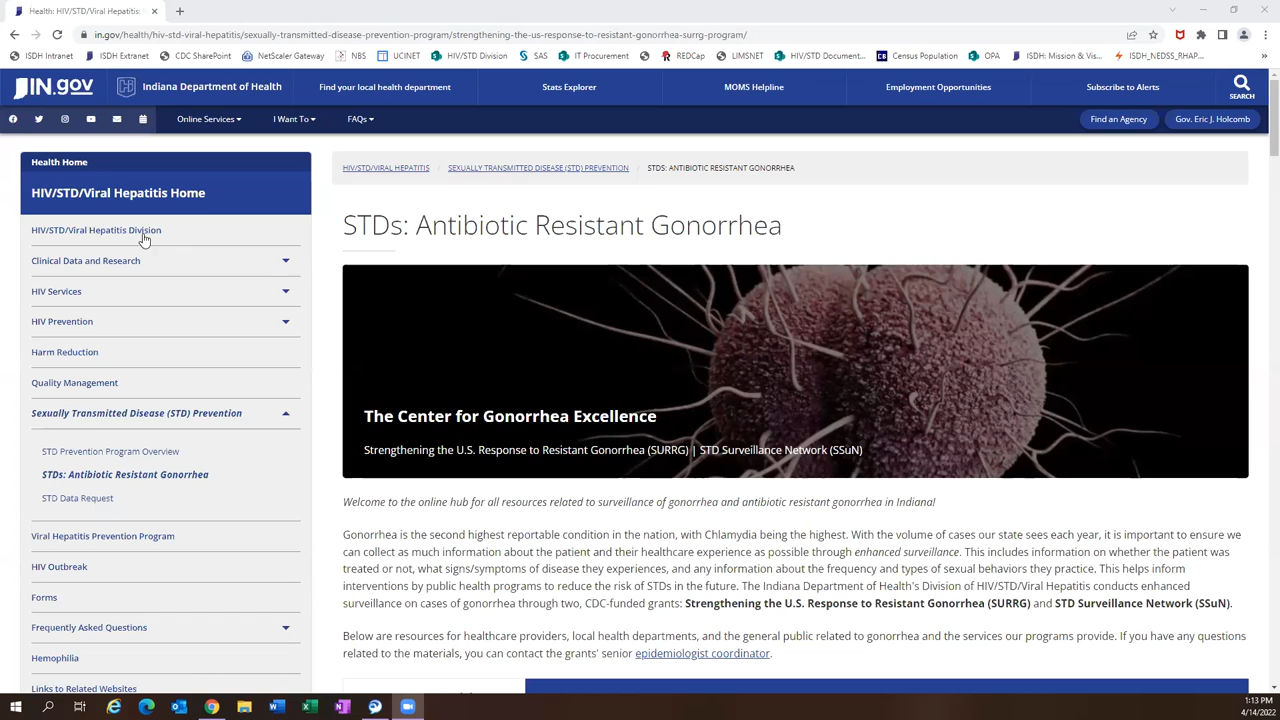 Health: HIV/STD/Viral Hepatitis:
in.gov/health/hiv-std-viral-hepatitis/sexually-transmitted-disease-prevention-program/strengthening-the-us-response-to-resistant-gonorrhea-surrg-program/
ISDH Intranet ISDH Extranet CDC SharePoint NetScaler Gateway NBS UCINET HIV/STD Division SAS IT Procurement REDCap LIMSNET HIV/STD Document... Census Population OPA ISDH: Mission & Vis... ISDH_NEDSS_RHAP... »
IN.gov Indiana Department of Health Find your local health department Stats Explorer MOMS Helpline Employment Opportunities Subscribe to Alerts SEARCH
Online Services I Want To FAQs Find an Agency Gov. Eric J. Holcomb
Health Home
HIV/STD/Viral Hepatitis Home
HIV/STD/Viral Hepatitis Division
Clinical Data and Research
HIV Services
HIV Prevention
Harm Reduction
Quality Management
Sexually Transmitted Disease (STD) Prevention
STD Prevention Program Overview
STDs: Antibiotic Resistant Gonorrhea
STD Data Request
Viral Hepatitis Prevention Program
HIV Outbreak
Forms
Frequently Asked Questions
Hemophilia
Links to Related Websites
HIV/STD/VIRAL HEPATITIS / SEXUALLY TRANSMITTED DISEASE (STD) PREVENTION / STDS: ANTIBIOTIC RESISTANT GONORRHEA
STDs: Antibiotic Resistant Gonorrhea
The Center for Gonorrhea Excellence
Strengthening the U.S. Response to Resistant Gonorrhea (SURRG) | STD Surveillance Network (SSuN)
Welcome to the online hub for all resources related to surveillance of gonorrhea and antibiotic resistant gonorrhea in Indiana!
Gonorrhea is the second highest reportable condition in the nation, with Chlamydia being the highest. With the volume of cases our state sees each year, it is important to ensure we
can collect as much information about the patient and their healthcare experience as possible through enhanced surveillance. This includes information on whether the patient was
treated or not, what signs/symptoms of disease they experiences, and any information about the frequency and types of sexual behaviors they practice. This helps inform
interventions by public health programs to reduce the risk of STDs in the future. The Indiana Department of Health's Division of HIV/STD/Viral Hepatitis conducts enhanced
surveillance on cases of gonorrhea through two, CDC-funded grants: Strengthening the U.S. Response to Resistant Gonorrhea (SURRG) and STD Surveillance Network (SSuN).
Below are resources for healthcare providers, local health departments, and the general public related to gonorrhea and the services our programs provide. If you have any questions
related to the materials, you can contact the grants' senior epidemiologist coordinator.
1:13 PM
4/14/2022